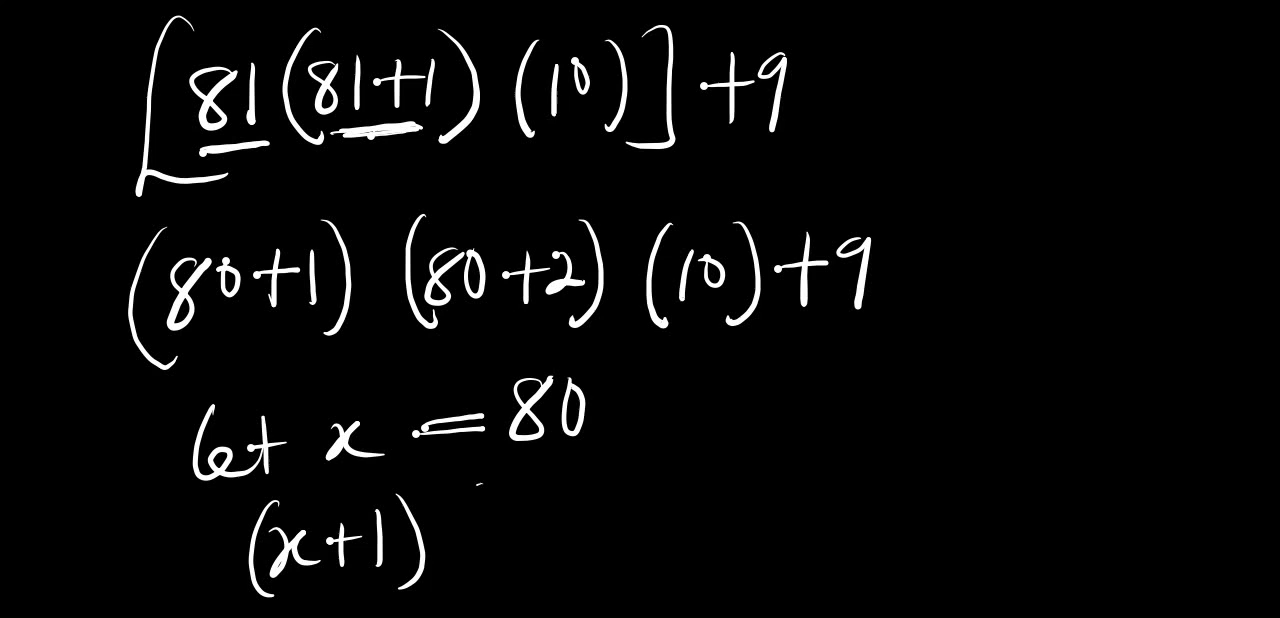 [81(81+1)(10)]+9
(80+1)(80+2)(10)+9
let x = 80
(x+1)